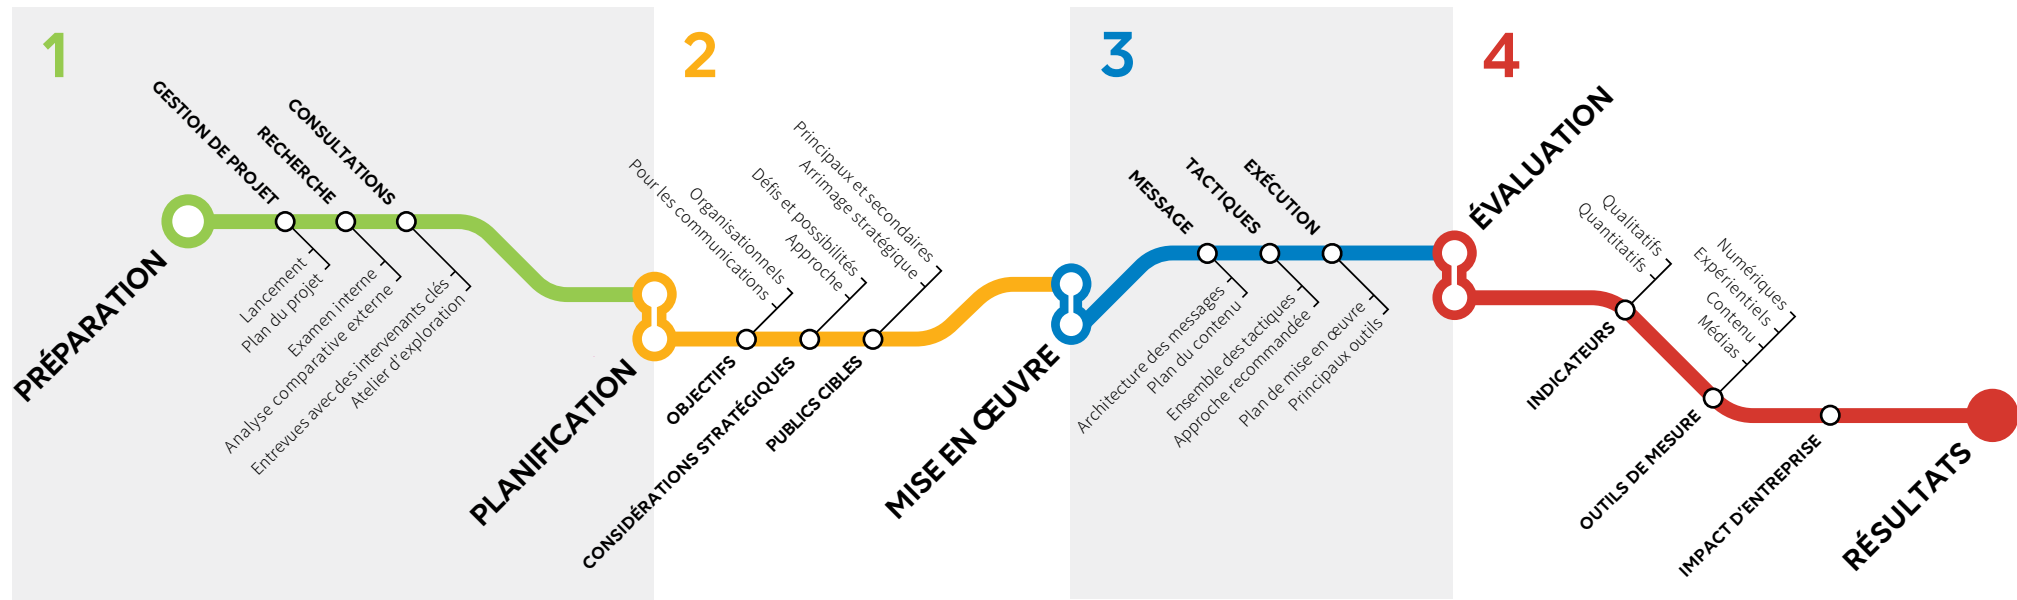 1
PRÉPARATION
GESTION DE PROJET
Lancement
Plan du projet
RECHERCHE
Examen interne
Analyse comparative externe
CONSULTATIONS
Entrevues avec des intervenants clés
Atelier d'exploration
2
PLANIFICATION
OBJECTIFS
Organisationnels
Pour les communications
CONSIDÉRATIONS STRATÉGIQUES
Défis et possibilités
Approche
PUBLICS CIBLES
Principaux et secondaires
Arrimage stratégique
3
MISE EN ŒUVRE
MESSAGE
Architecture des messages
Plan du contenu
TACTIQUES
Ensemble des tactiques
Approche recommandée
EXÉCUTION
Plan de mise en œuvre
Principaux outils
4
ÉVALUATION
INDICATEURS
Qualitatifs
Quantitatifs
OUTILS DE MESURE
Numériques
Expérientiels
Contenu
Médias
IMPACT D'ENTREPRISE
RÉSULTATS